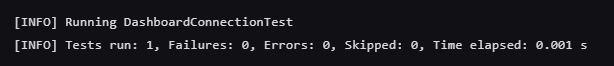 [INFO] Running DashboardConnectionTest
[INFO] Tests run: 1, Failures: 0, Errors: 0, Skipped: 0, Time elapsed: 0.001 s